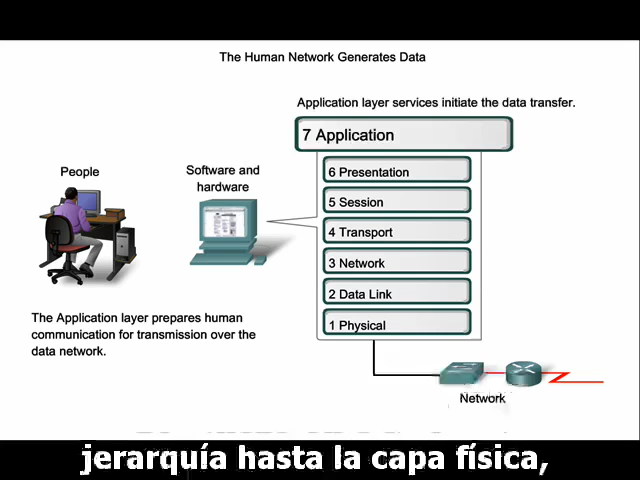 The Human Network Generates Data
Application layer services initiate the data transfer.
7 Application
People
Software and
hardware
6 Presentation
5 Session
4 Transport
3 Network
2 Data Link
1 Physical
The Application layer prepares human
communication for transmission over the
data network.
Network
jerarquía hasta la capa física,